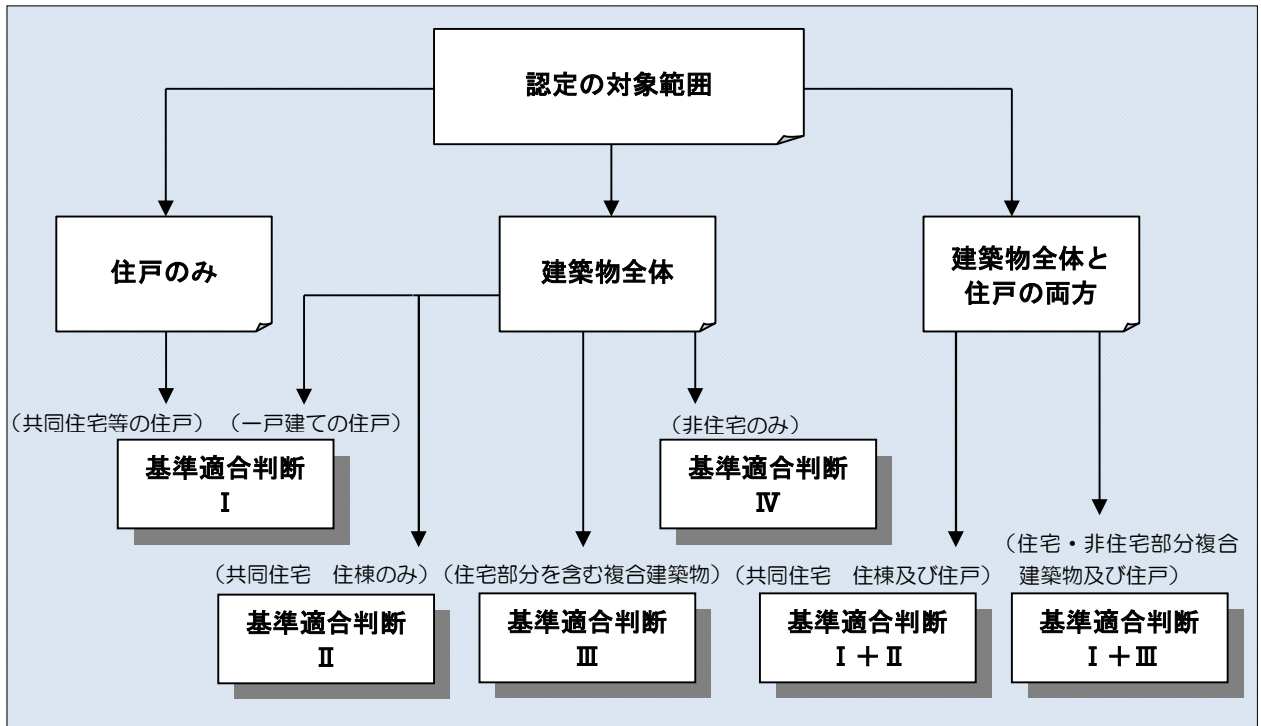 認定の対象範囲
住戸のみ
建築物全体
建築物全体と
住戸の両方
（共同住宅等の住戸）
（一戸建ての住戸）
（非住宅のみ）
基準適合判断
Ⅰ
基準適合判断
Ⅳ
（共同住宅　住棟のみ）
（住宅部分を含む複合建築物）
（共同住宅　住棟及び住戸）
（住宅・非住宅部分複合
建築物及び住戸）
基準適合判断
Ⅱ
基準適合判断
Ⅲ
基準適合判断
Ⅰ＋Ⅱ
基準適合判断
Ⅰ＋Ⅲ